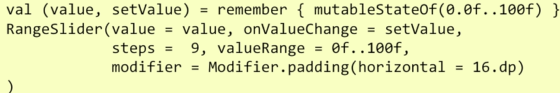 val (value, setValue) = remember { mutableStateOf(0.0f..100f) }
RangeSlider(value = value, onValueChange = setValue,
            steps =  9, valueRange = 0f..100f,
            modifier = Modifier.padding(horizontal = 16.dp)
)